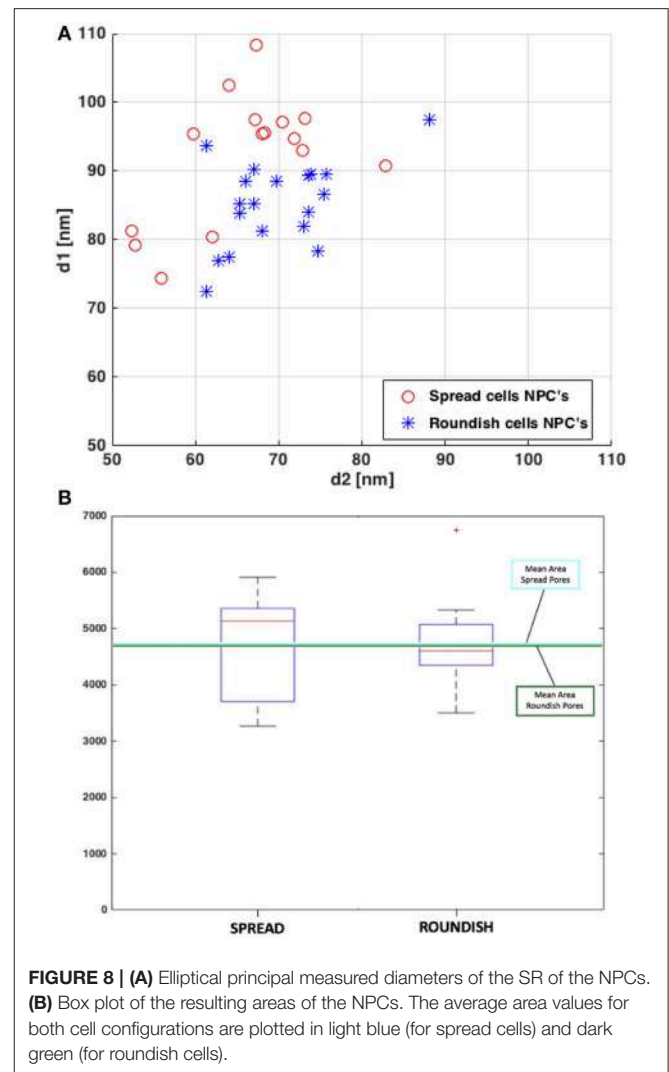 A
110
100
90
80
70
60
50
d1 [nm]
Spread cells NPC's
Roundish cells NPC's
50 60 70 80 90 100 110
d2 [nm]
B
7000
6000
5000
4000
3000
2000
1000
0
Mean Area
Spread Pores
Mean Area
Roundish Pores
SPREAD ROUNDISH
FIGURE 8 | (A) Elliptical principal measured diameters of the SR of the NPCs.
(B) Box plot of the resulting areas of the NPCs. The average area values for
both cell configurations are plotted in light blue (for spread cells) and dark
green (for roundish cells).